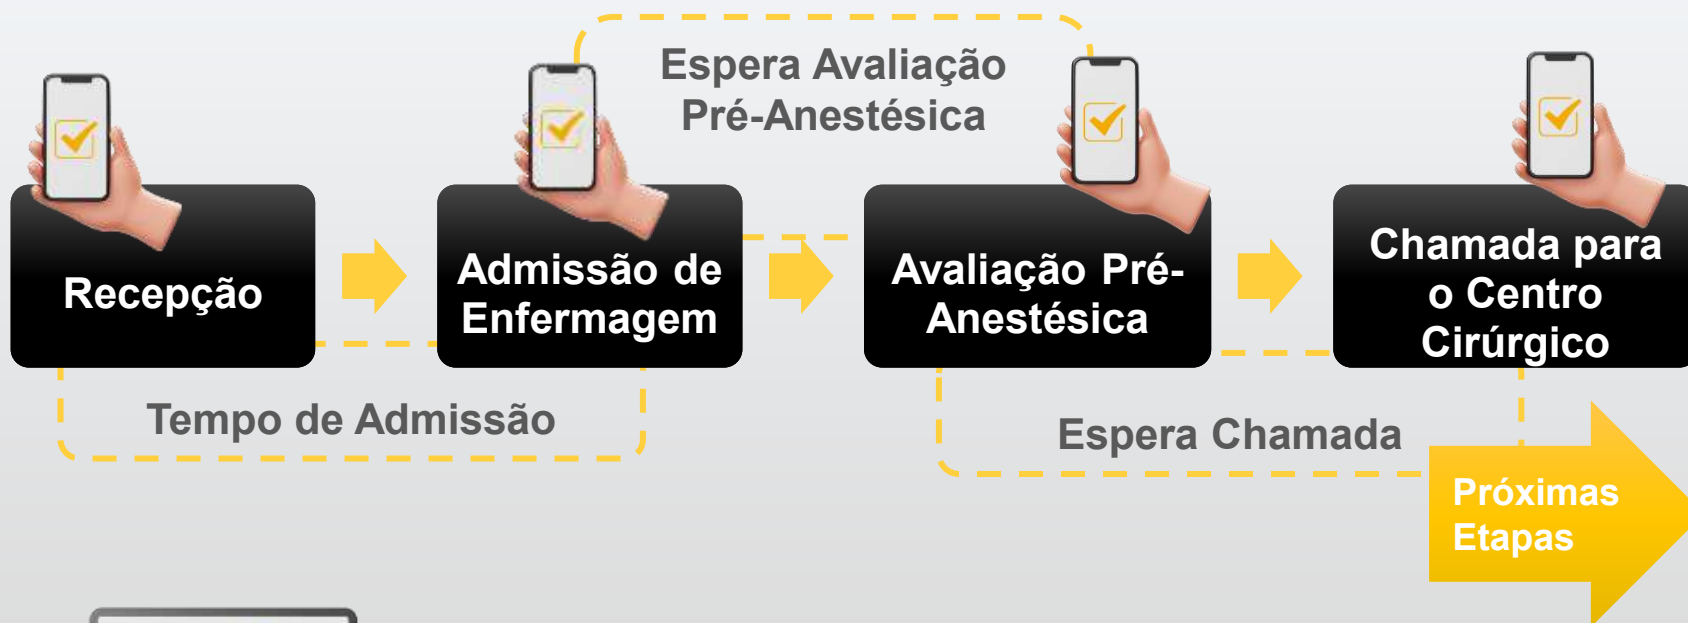 Espera Avaliação
Pré-Anestésica
Recepção
Admissão de
Enfermagem
Avaliação Pré-
Anestésica
Chamada para
o Centro
Cirúrgico
Tempo de Admissão
Espera Chamada
Próximas
Etapas